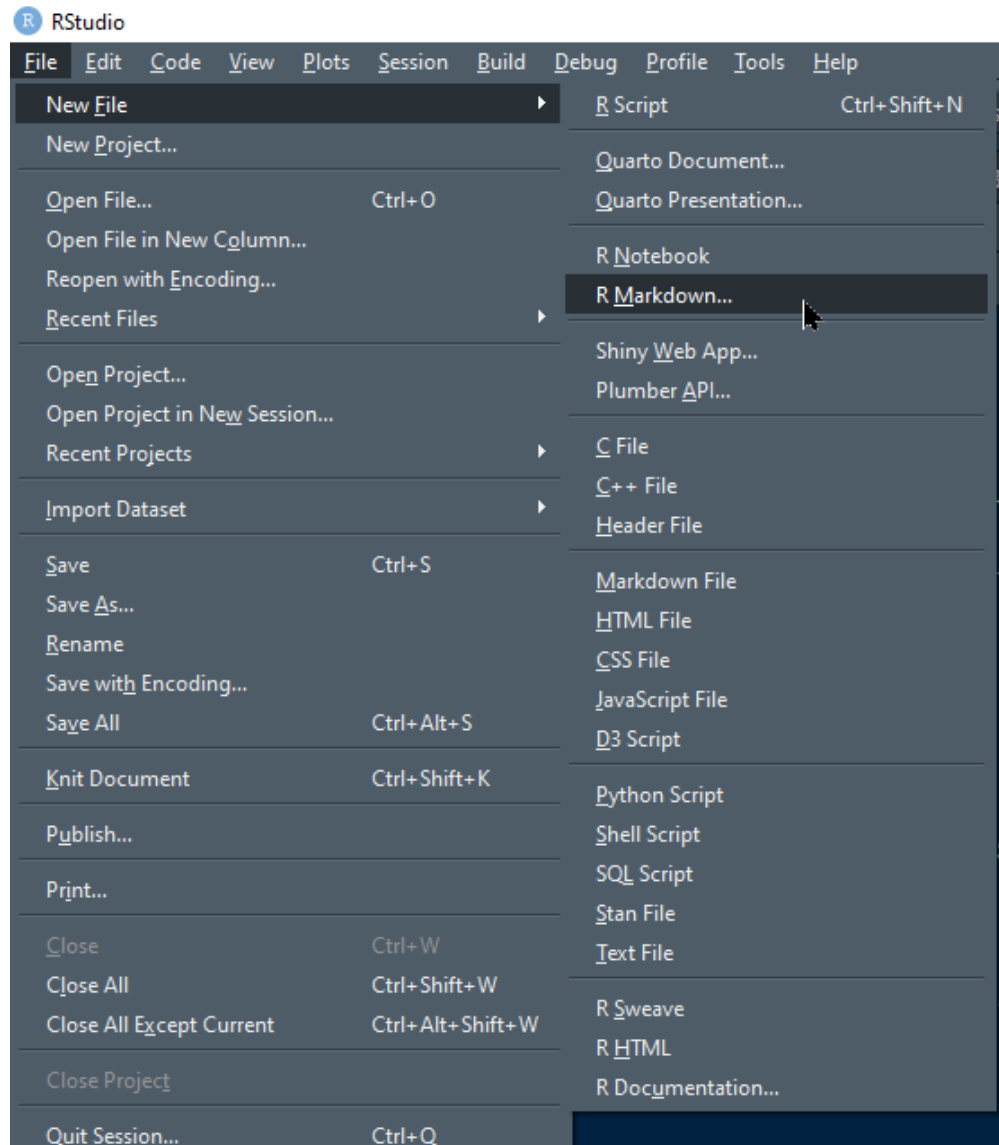 R RStudio
File Edit Code View Plots Session Build Debug Profile Tools Help
New File
New Project...
Open File... Ctrl+O
Open File in New Column...
Reopen with Encoding...
Recent Files
Open Project...
Open Project in New Session...
Recent Projects
Import Dataset
Save Ctrl+S
Save As...
Rename
Save with Encoding...
Save All Ctrl+Alt+S
Knit Document Ctrl+Shift+K
Publish...
Print...
Close Ctrl+W
Close All Ctrl+Shift+W
Close All Except Current Ctrl+Alt+Shift+W
Close Project
Quit Session... Ctrl+Q
R Script Ctrl+Shift+N
Quarto Document...
Quarto Presentation...
R Notebook
R Markdown...
Shiny Web App...
Plumber API...
C File
C++ File
Header File
Markdown File
HTML File
CSS File
JavaScript File
D3 Script
Python Script
Shell Script
SQL Script
Stan File
Text File
R Sweave
R HTML
R Documentation...